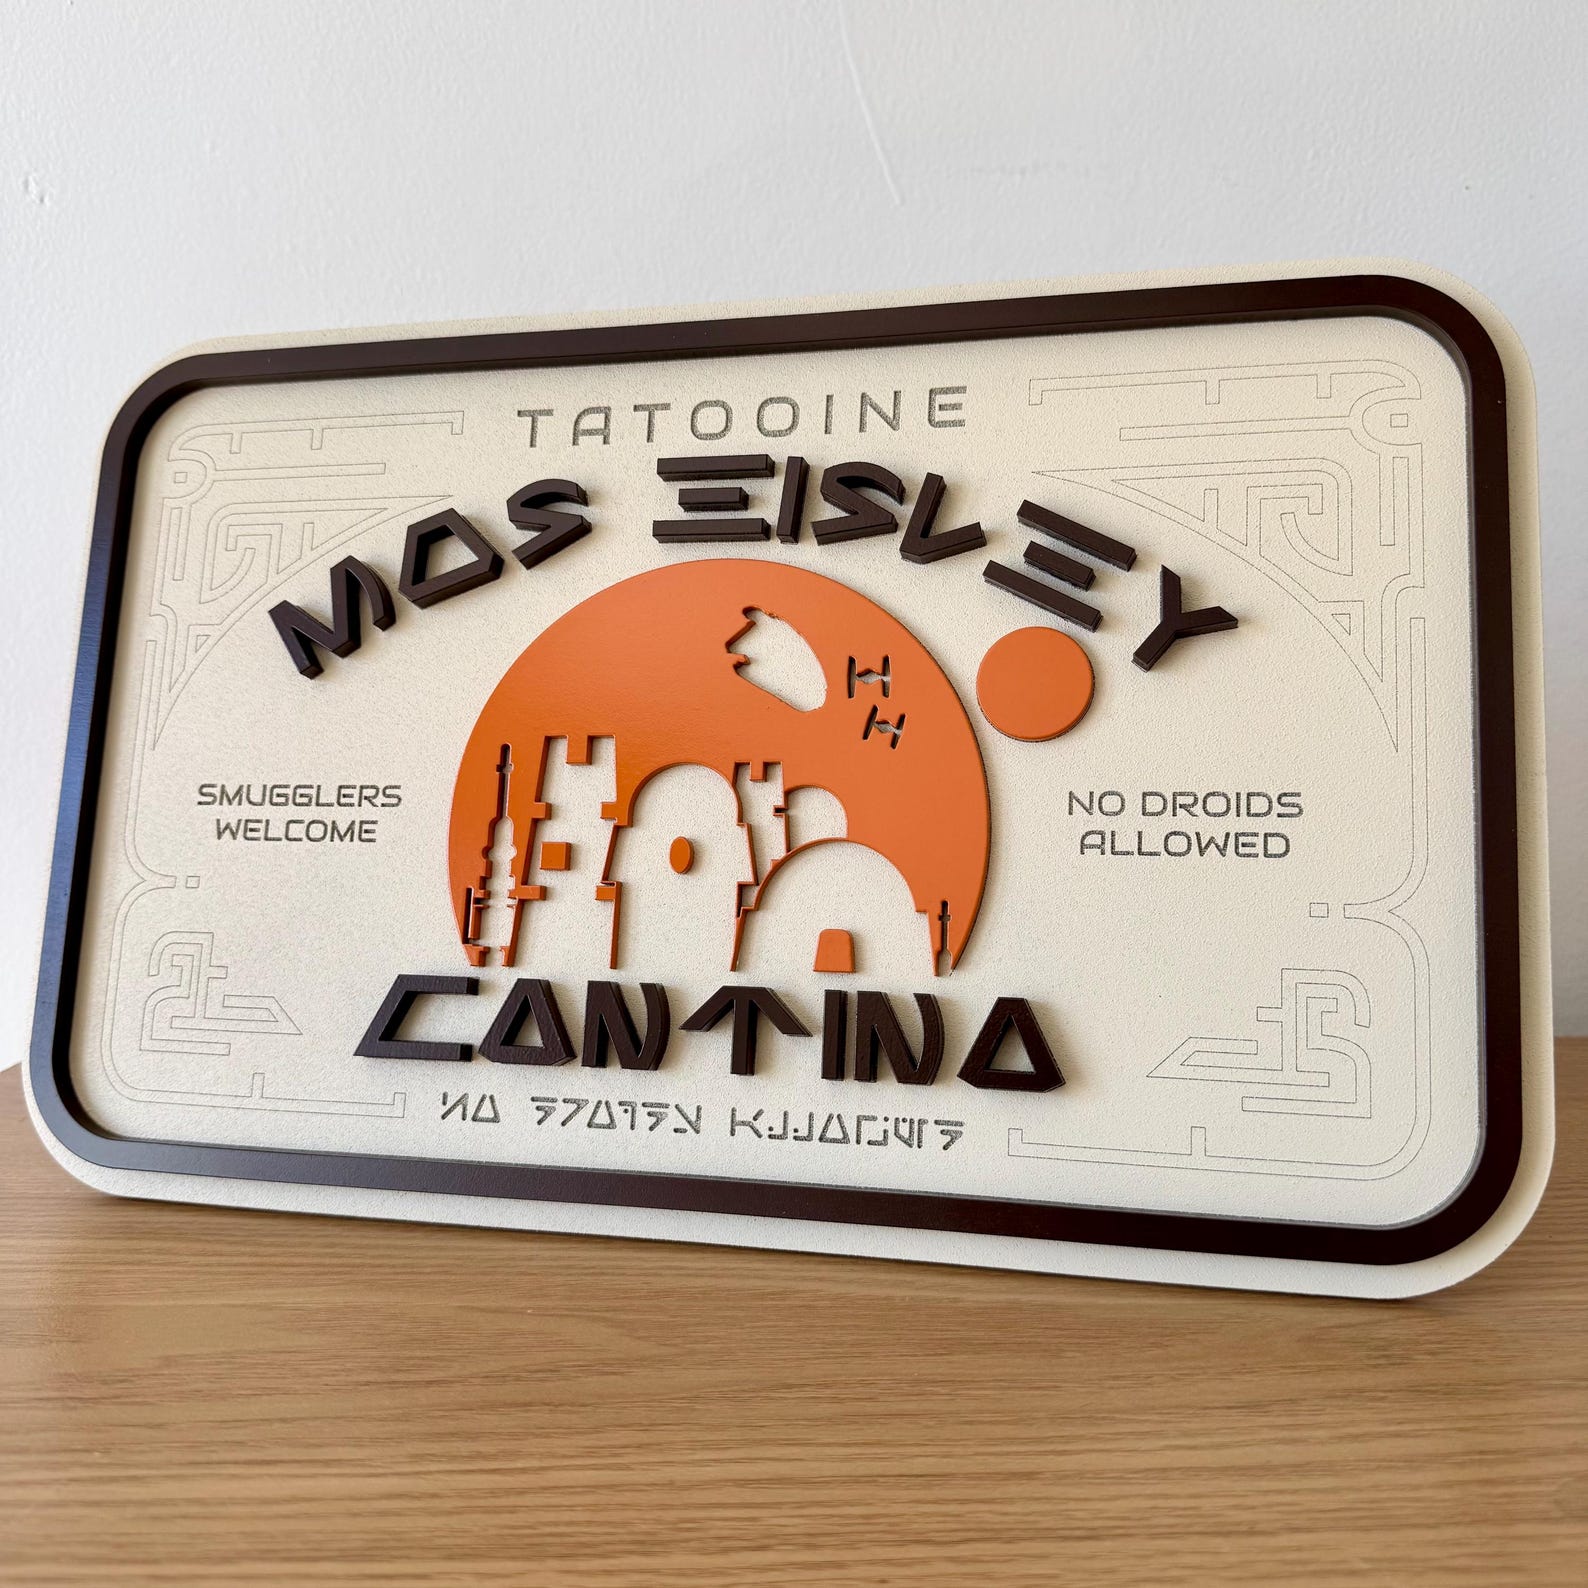 TATOOINE
MOS EISLEY
SMUGGLERS
WELCOME
NO DROIDS
ALLOWED
CANTINA